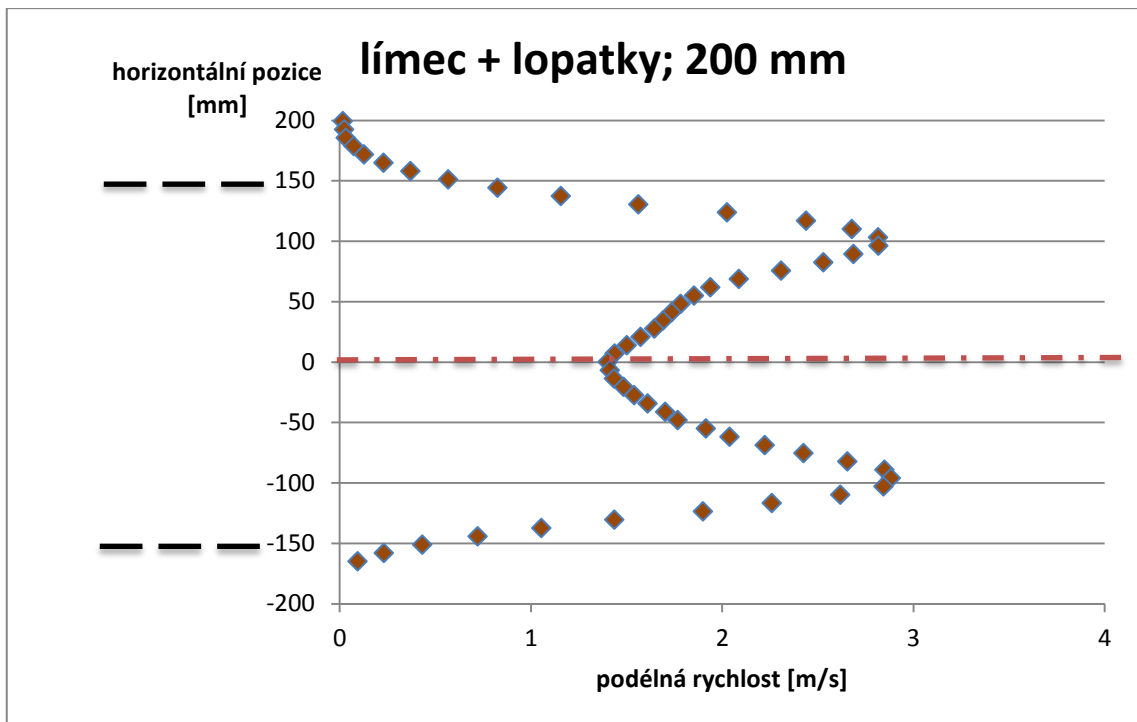 límec + lopatky; 200 mm
horizontální pozice
[mm]
200
150
100
50
0
-50
-100
-150
-200
0 1 2 3 4
podélná rychlost [m/s]